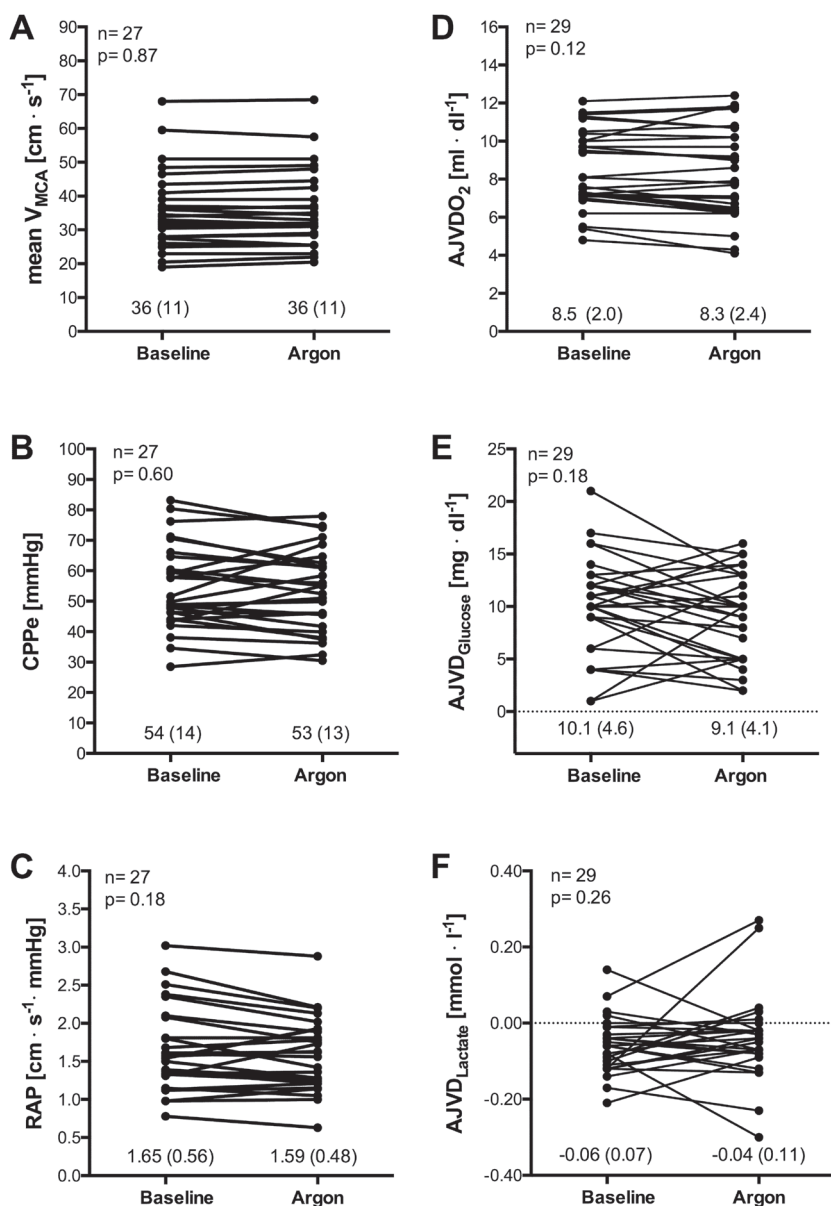 A
n= 27
p= 0.87
mean VMCA [cm · s-1]
90
80
70
60
50
40
30
20
10
0
36 (11)
36 (11)
Baseline
Argon
D
n= 29
p= 0.12
AJVDO2 [ml · dl-1]
16
14
12
10
8
6
4
2
0
8.5 (2.0)
8.3 (2.4)
Baseline
Argon
B
n= 27
p= 0.60
CPPe [mmHg]
100
90
80
70
60
50
40
30
20
10
0
54 (14)
53 (13)
Baseline
Argon
E
n= 29
p= 0.18
AJVDGlucose [mg · dl-1]
25
20
15
10
5
0
10.1 (4.6)
9.1 (4.1)
Baseline
Argon
C
n= 27
p= 0.18
RAP [cm · s-1· mmHg]
4.0
3.5
3.0
2.5
2.0
1.5
1.0
0.5
0.0
1.65 (0.56)
1.59 (0.48)
Baseline
Argon
F
n= 29
p= 0.26
AJVDLactate [mmol · l-1]
0.40
0.20
0.00
-0.20
-0.40
-0.06 (0.07)
-0.04 (0.11)
Baseline
Argon